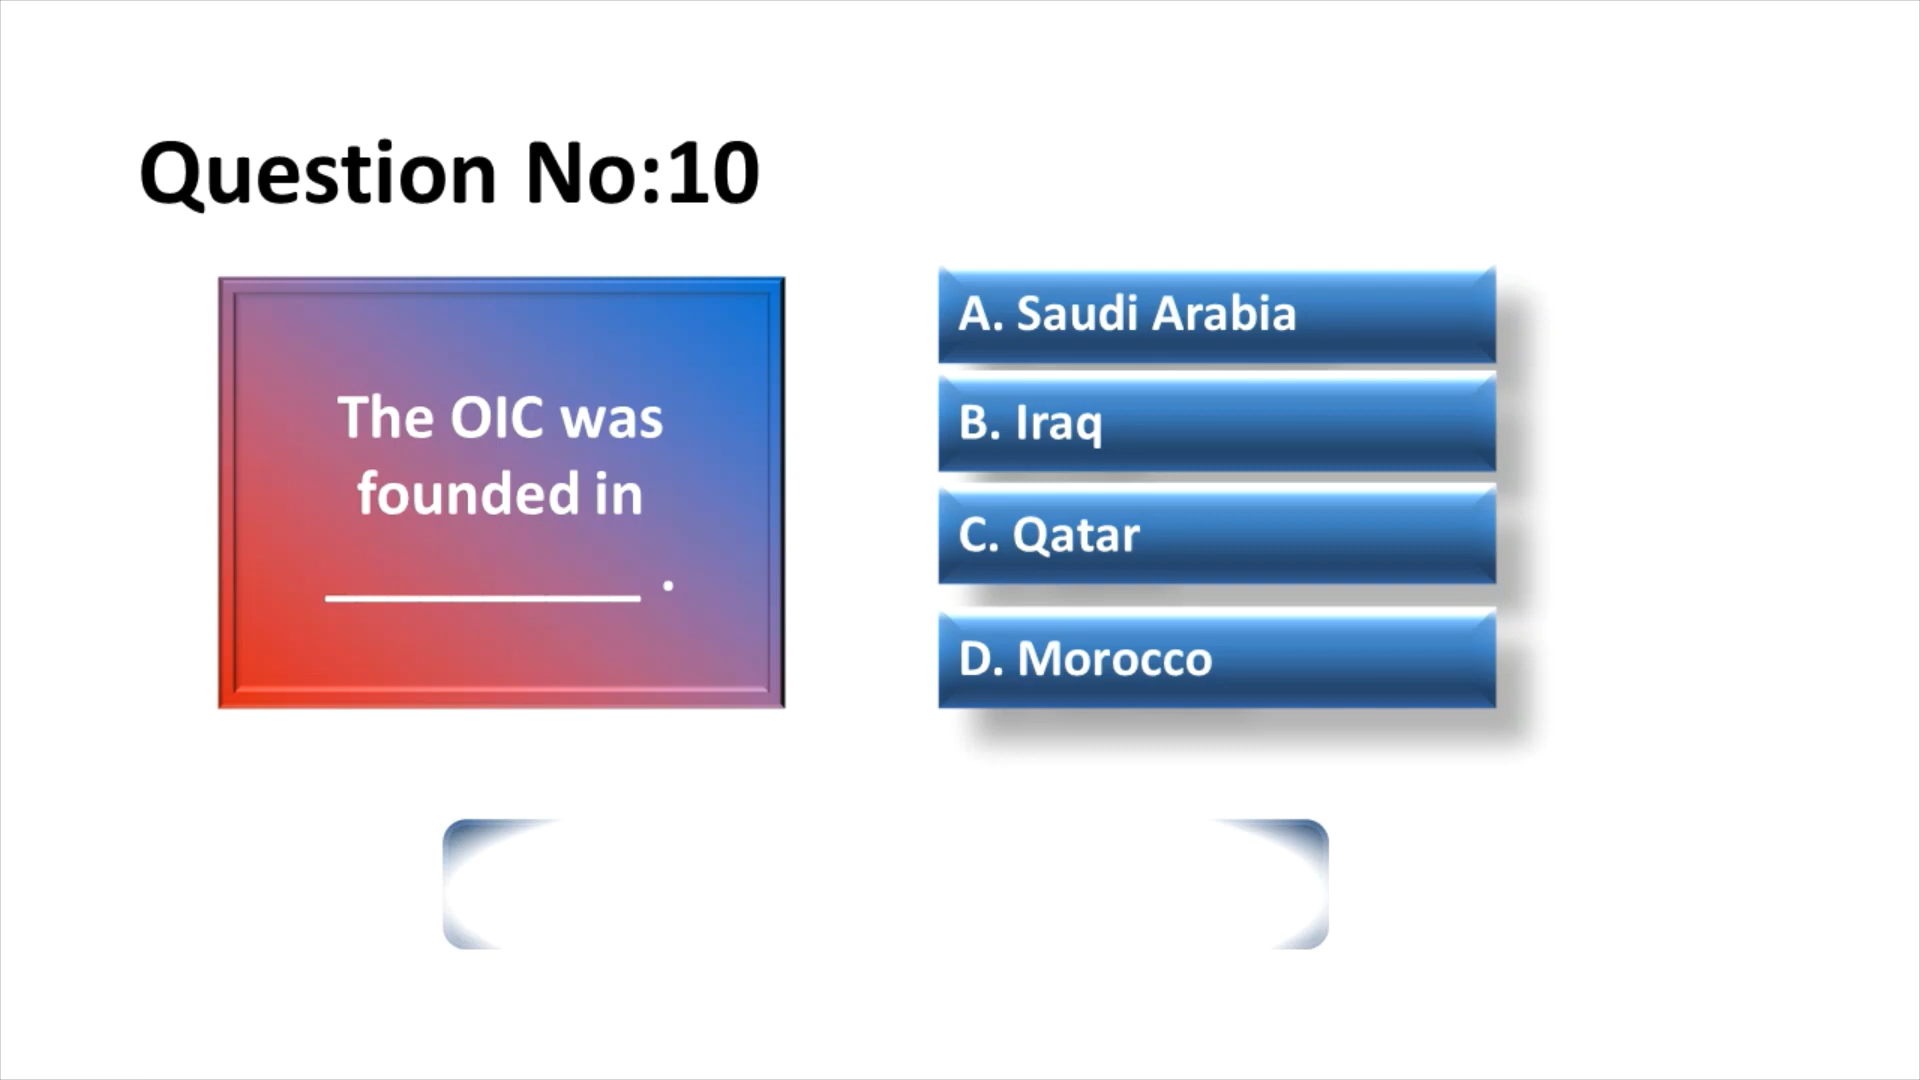 Question No:10
The OIC was
founded in
__________ .
A. Saudi Arabia
B. Iraq
C. Qatar
D. Morocco